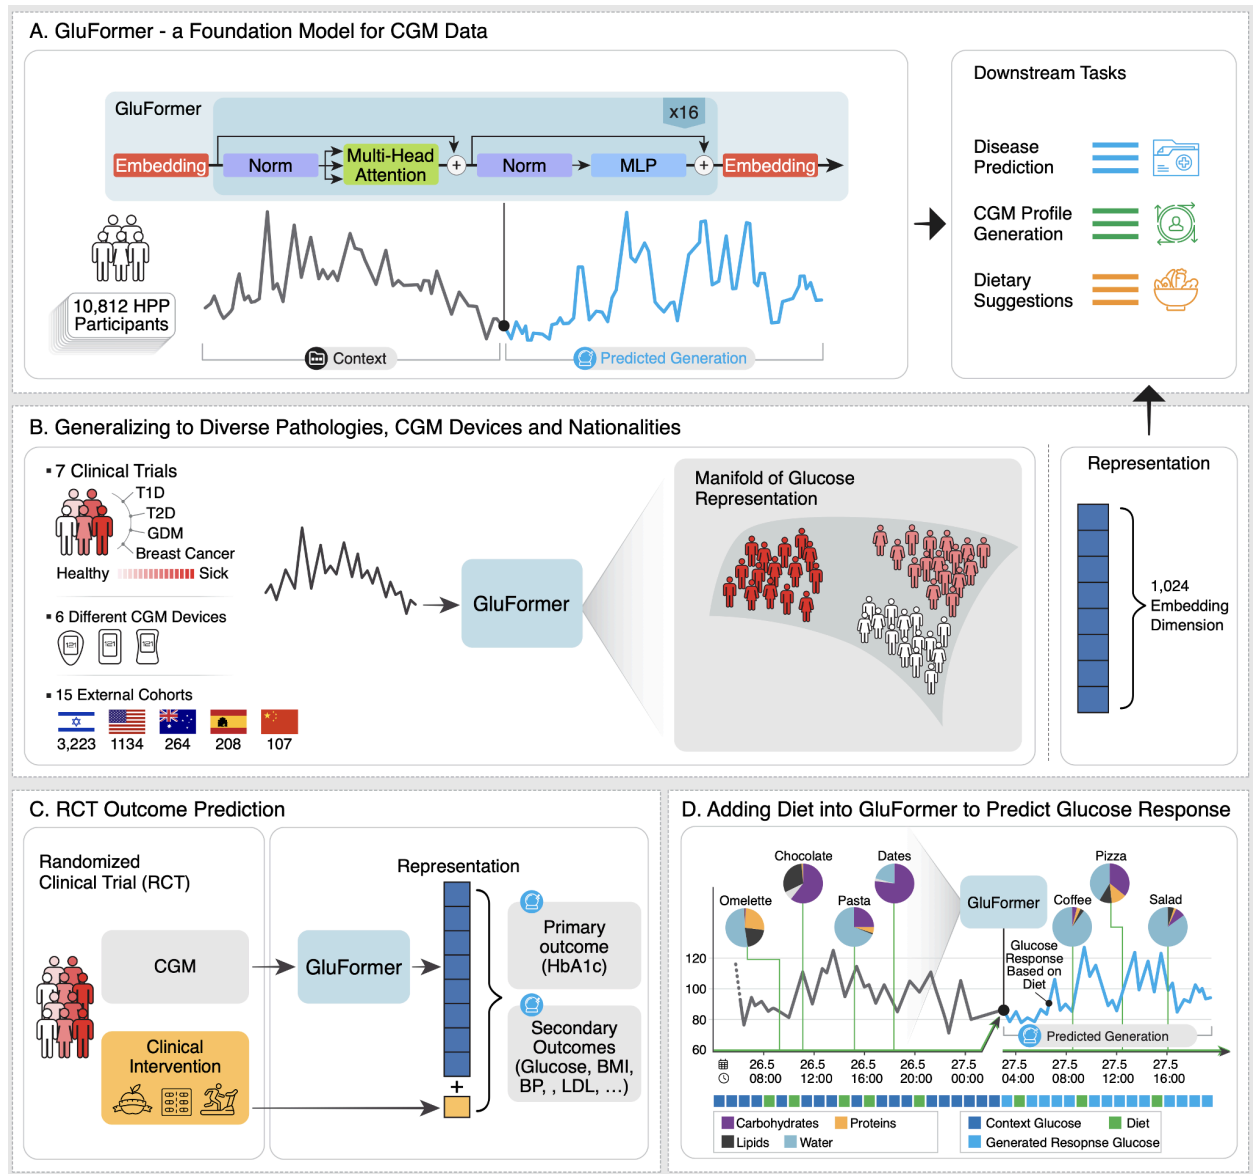 A. GluFormer - a Foundation Model for CGM Data
GluFormer
x16
Embedding
Norm
Multi-Head
Attention
+
Norm
MLP
+
Embedding
10,812 HPP
Participants
Context
Predicted Generation
Downstream Tasks
Disease
Prediction
CGM Profile
Generation
Dietary
Suggestions
B. Generalizing to Diverse Pathologies, CGM Devices and Nationalities
▪ 7 Clinical Trials
T1D
T2D
GDM
Breast Cancer
Healthy
Sick
▪ 6 Different CGM Devices
121
121
121
▪ 15 External Cohorts
3,223 1134 264 208 107
GluFormer
Manifold of Glucose
Representation
Representation
1,024
Embedding
Dimension
C. RCT Outcome Prediction
Randomized
Clinical Trial (RCT)
CGM
Clinical
Intervention
GluFormer
Representation
+
Primary
outcome
(HbA1c)
Secondary
Outcomes
(Glucose, BMI,
BP, , LDL, ...)
D. Adding Diet into GluFormer to Predict Glucose Response
Chocolate
Dates
Pizza
Omelette
Pasta
GluFormer
Coffee
Salad
Glucose
Response
Based on
Diet
120
100
80
60
Predicted Generation
26.5 26.5 26.5 26.5 27.5 27.5 27.5 27.5 27.5
08:00 12:00 16:00 20:00 00:00 04:00 08:00 12:00 16:00
Carbohydrates Proteins
Lipids Water
Context Glucose Diet
Generated Resopnse Glucose